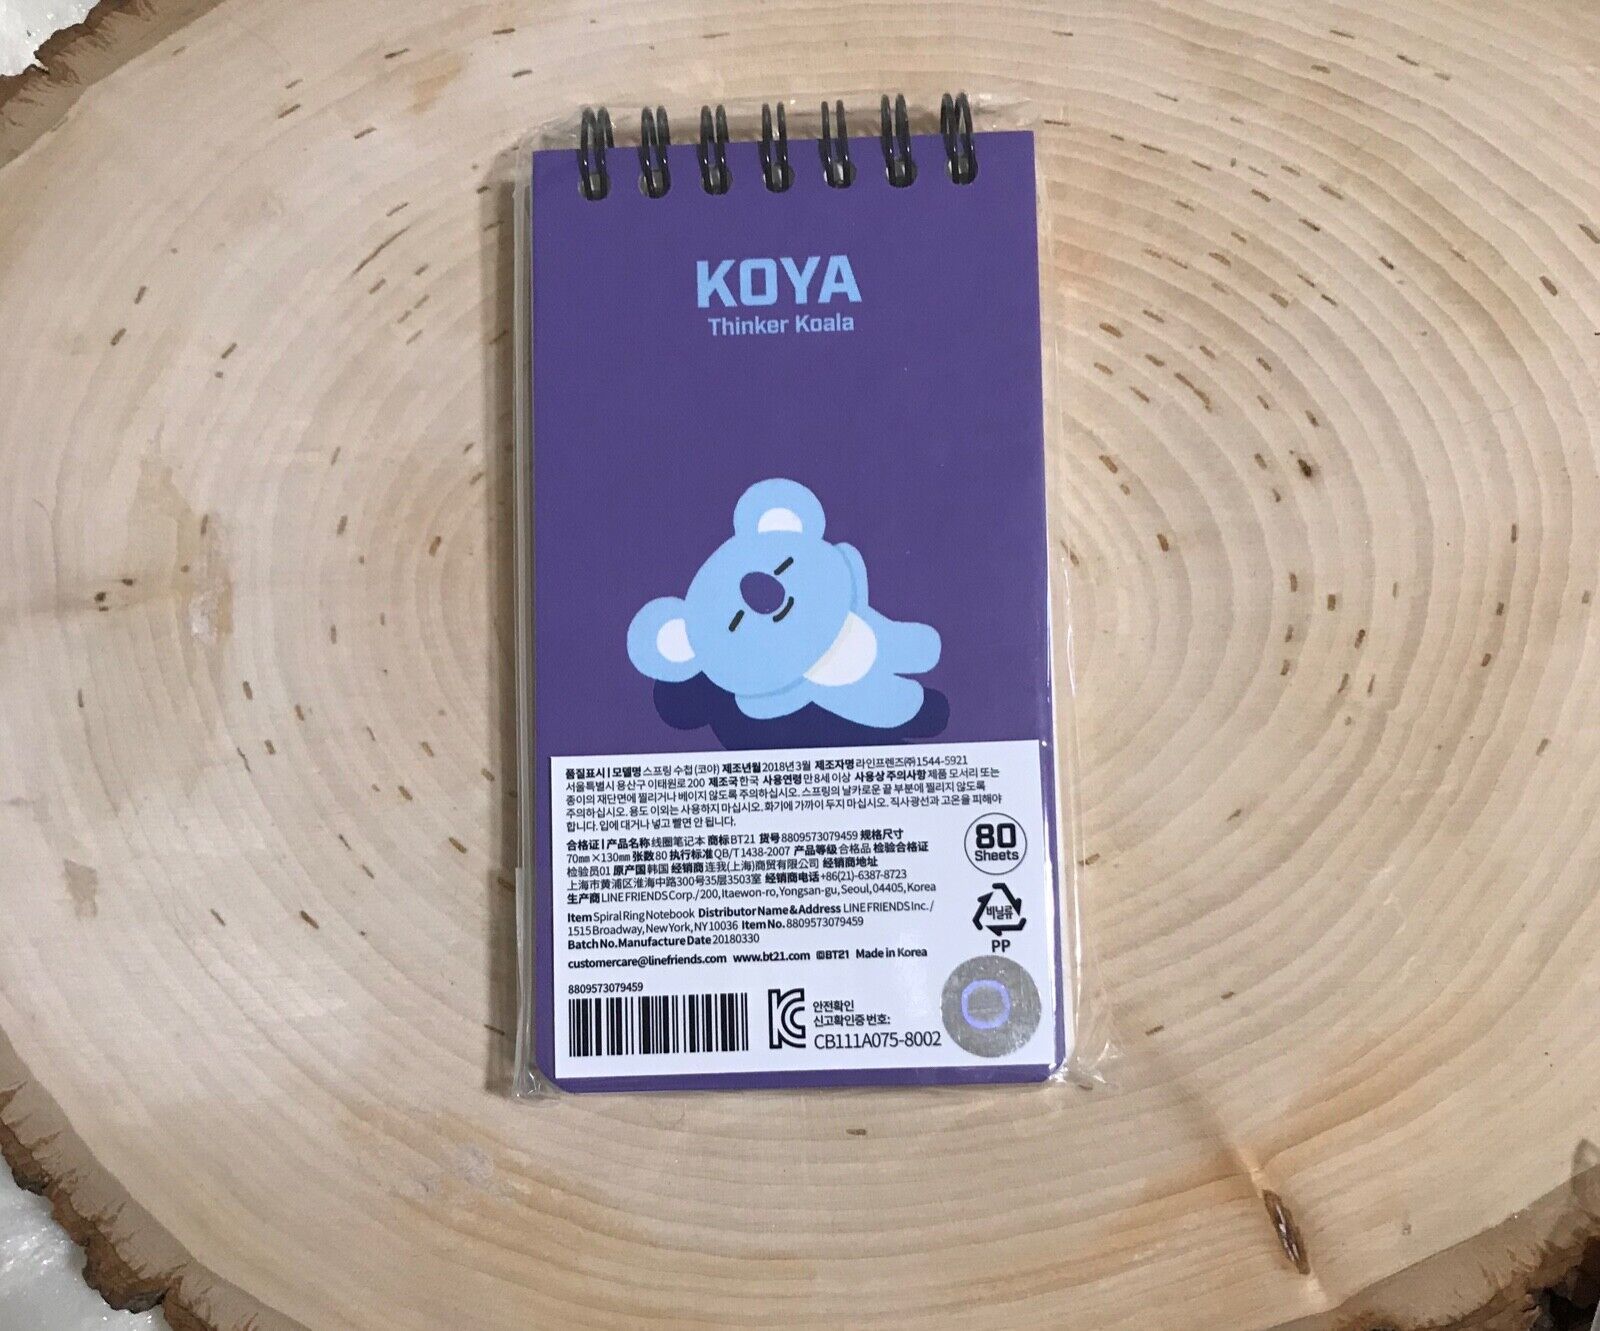 KOYA
Thinker Koala
품질표시 | 모델명 스프링 수첩 (코야) 제조년월 2018년 3월 제조자명 라인프렌즈㈜ 1544-5921
서울특별시 용산구 이태원로 200 제조국 한국 사용연령 만 8세 이상 사용상 주의사항 제품 모서리 또는
종이의 재단면에 찔리거나 베이지 않도록 주의하십시오. 스프링의 날카로운 끝 부분에 찔리지 않도록
주의하십시오. 용도 이외는 사용하지 마십시오. 화기에 가까이 두지 마십시오. 직사광선과 고온을 피해야
합니다. 입에 대거나 넣고 빨면 안 됩니다.
合格证 | 产品名称 线圈笔记本 商标 BT21 货号 8809573079459 规格尺寸
70mm×130mm 张数 80 执行标准 QB/T 1438-2007 产品等级 合格品 检验合格证
检验员01 原产国 韩国 经销商 连我(上海)商贸有限公司 经销商地址
上海市黄浦区淮海中路300号35层3503室 经销商电话 +86(21)-6387-8723
生产商 LINE FRIENDS Corp. / 200, Itaewon-ro, Yongsan-gu, Seoul, 04405, Korea
Item Spiral Ring Notebook Distributor Name & Address LINE FRIENDS Inc. /
1515 Broadway, New York, NY 10036 Item No. 8809573079459
Batch No. Manufacture Date 20180330
customercare@linefriends.com www.bt21.com ©BT21 Made in Korea
80
Sheets
비닐류
PP
8809573079459
안전확인
신고확인증 번호:
CB111A075-8002